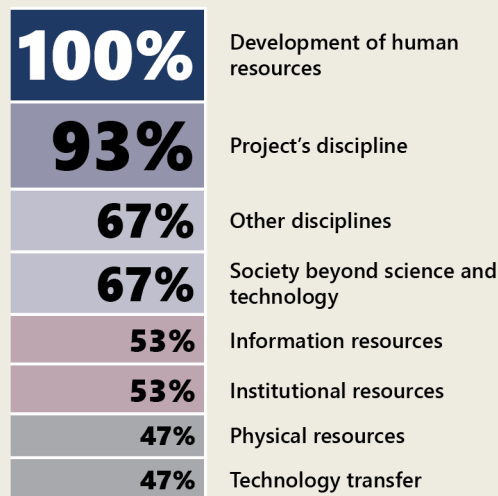 100%
Development of human
resources
93%
Project's discipline
67%
Other disciplines
67%
Society beyond science and
technology
53%
Information resources
53%
Institutional resources
47%
Physical resources
47%
Technology transfer